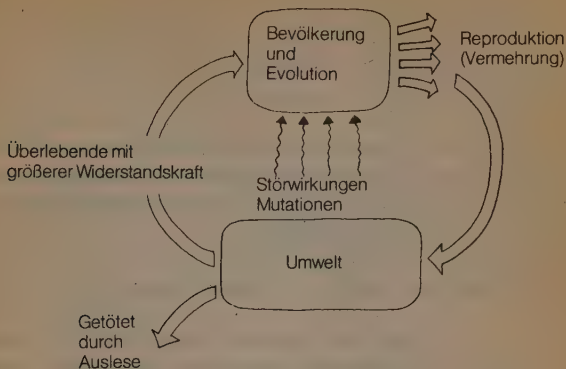 Bevölkerung
und
Evolution
Reproduktion
(Vermehrung)
Überlebende mit
größerer Widerstandskraft
Störwirkungen
Mutationen
Umwelt
Getötet
durch
Auslese